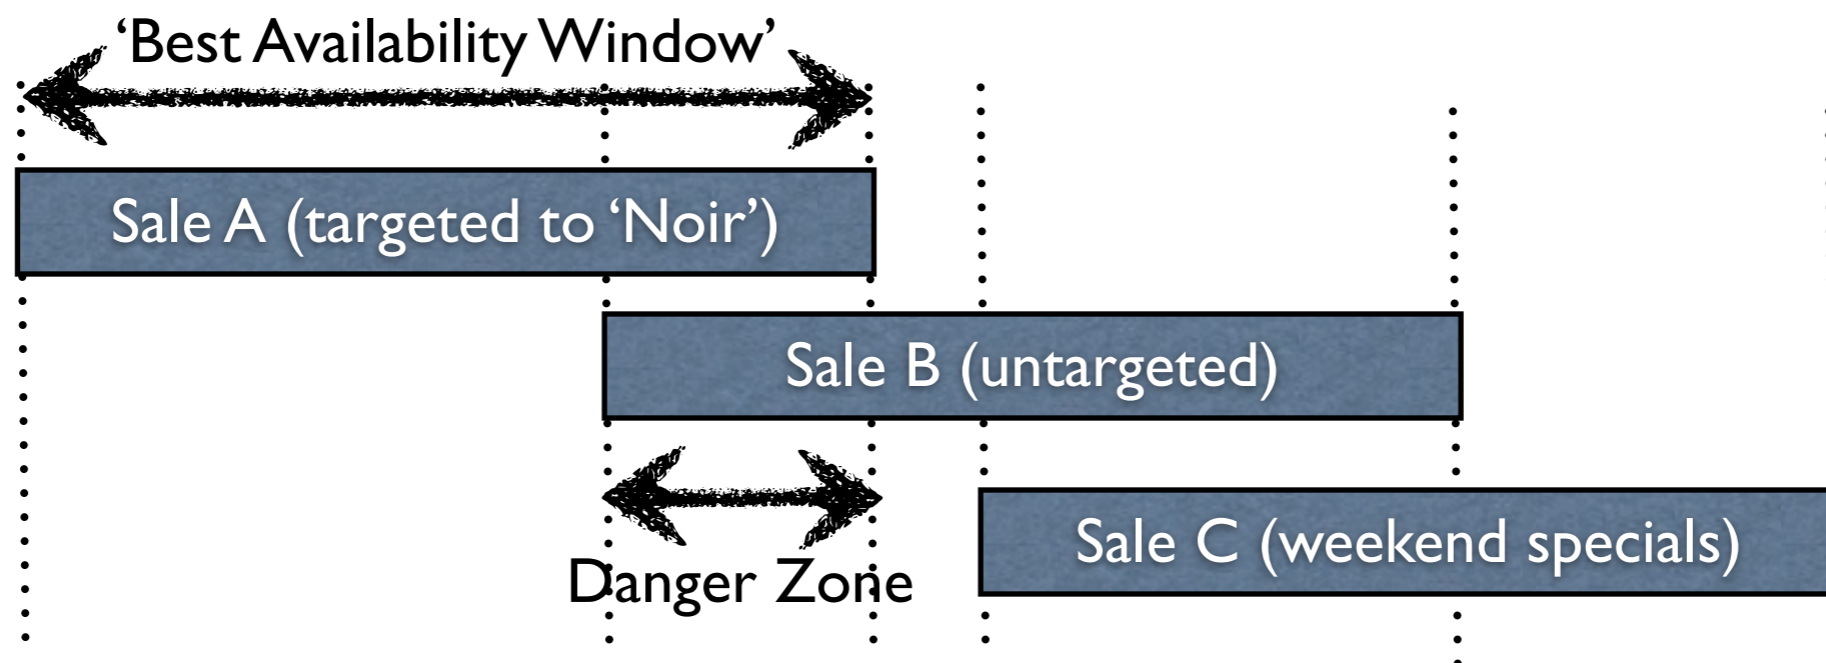 ‘Best Availability Window’
Sale A (targeted to ‘Noir’)
Sale B (untargeted)
Danger Zone
Sale C (weekend specials)